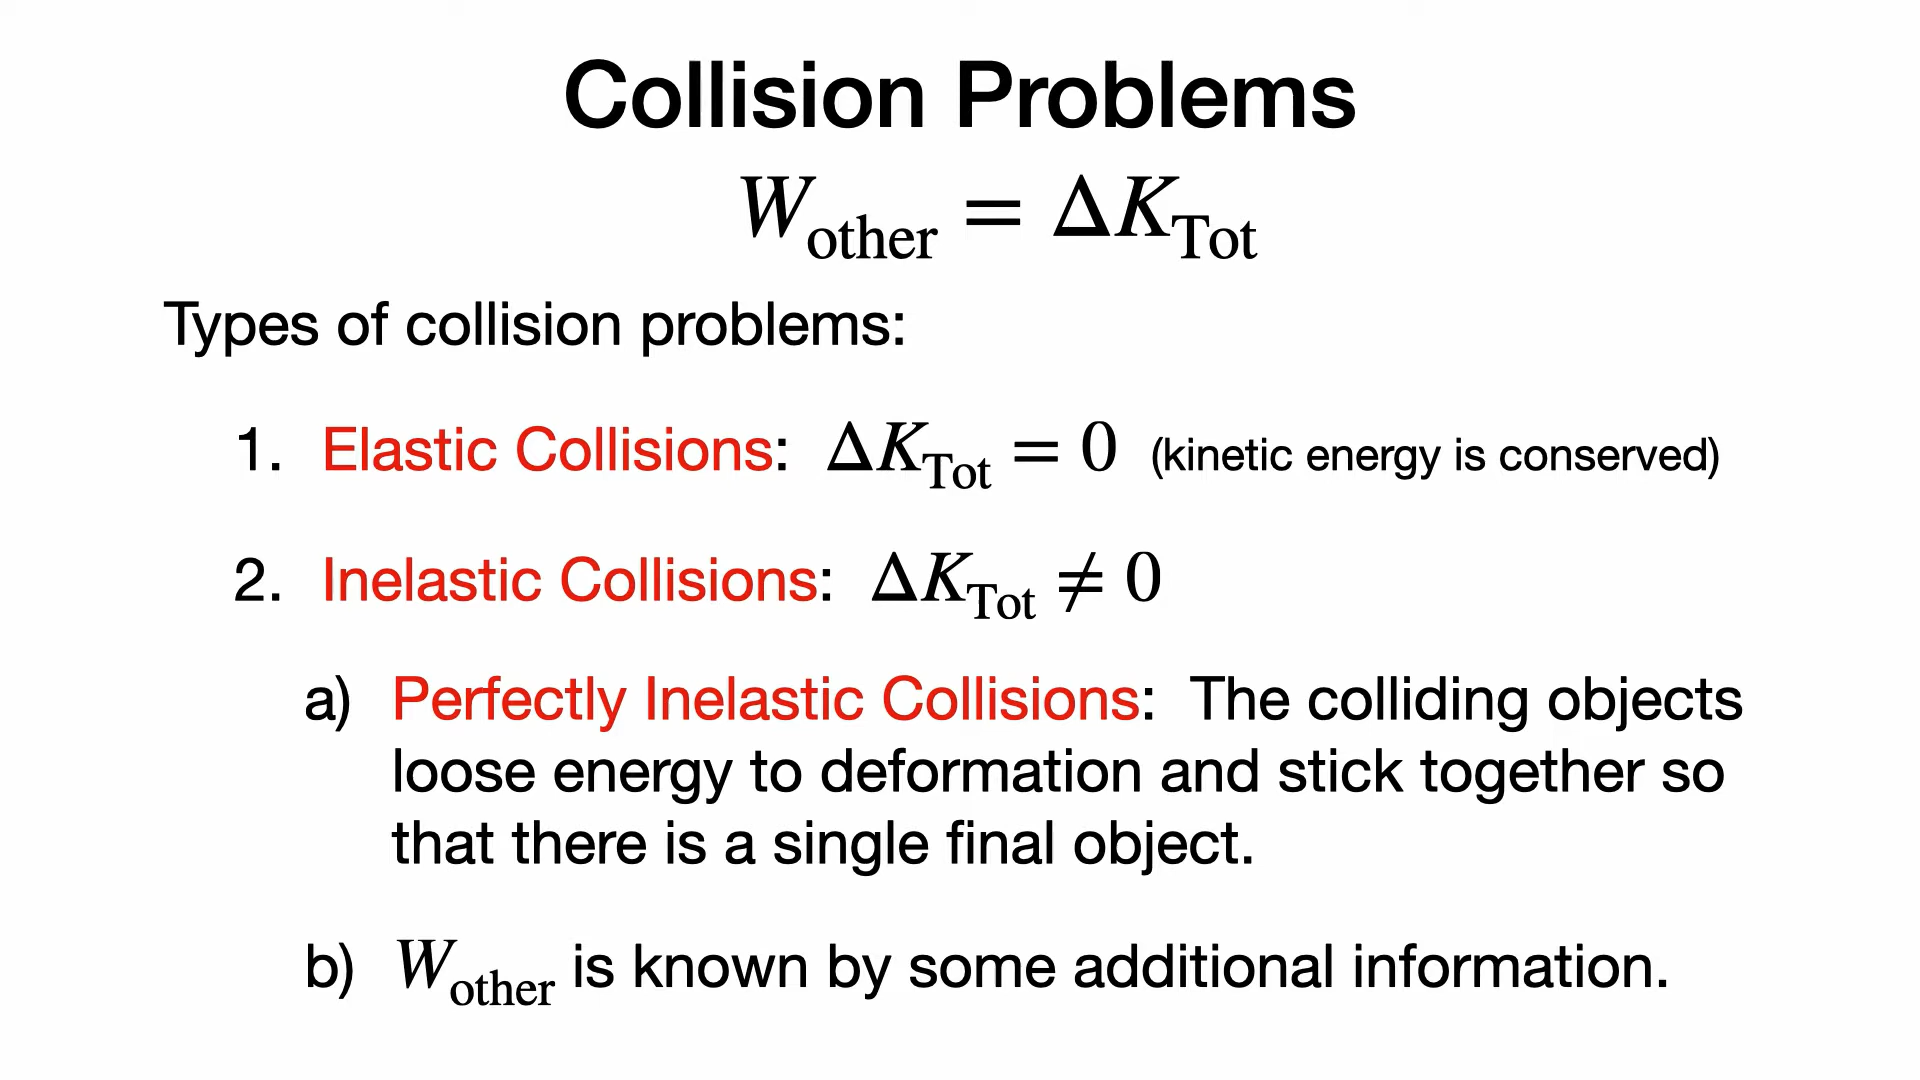 Collision Problems
W_other = ΔK_Tot
Types of collision problems:
1. Elastic Collisions: ΔK_Tot = 0 (kinetic energy is conserved)
2. Inelastic Collisions: ΔK_Tot ≠ 0
a) Perfectly Inelastic Collisions: The colliding objects
loose energy to deformation and stick together so
that there is a single final object.
b) W_other is known by some additional information.